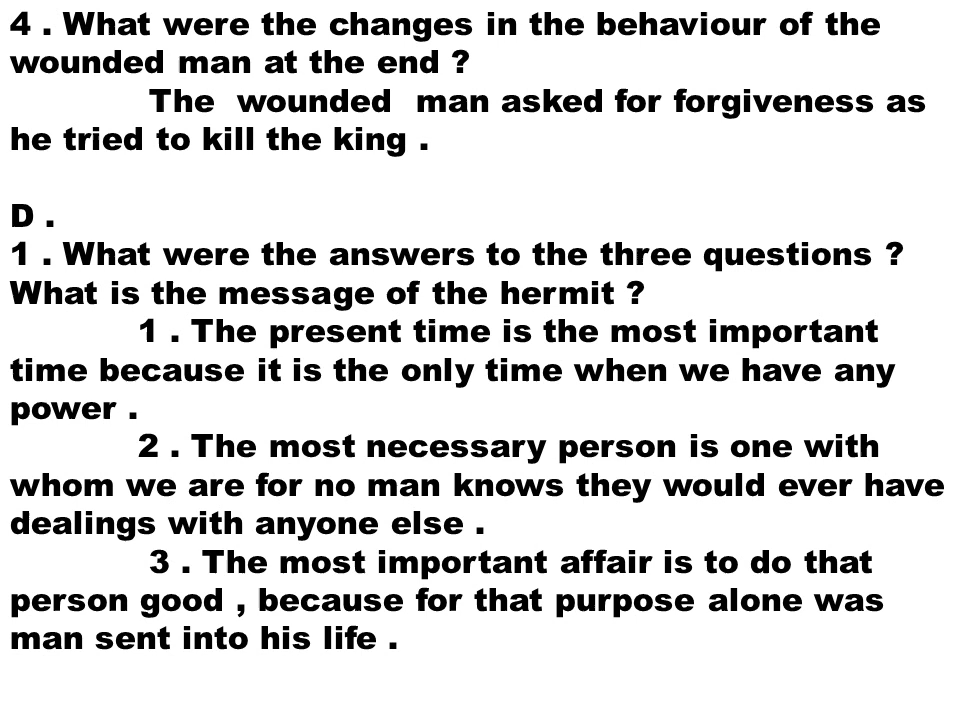 4 . What were the changes in the behaviour of the
wounded man at the end ?
The wounded man asked for forgiveness as
he tried to kill the king .
D .
1 . What were the answers to the three questions ?
What is the message of the hermit ?
1 . The present time is the most important
time because it is the only time when we have any
power .
2 . The most necessary person is one with
whom we are for no man knows they would ever have
dealings with anyone else .
3 . The most important affair is to do that
person good , because for that purpose alone was
man sent into his life .